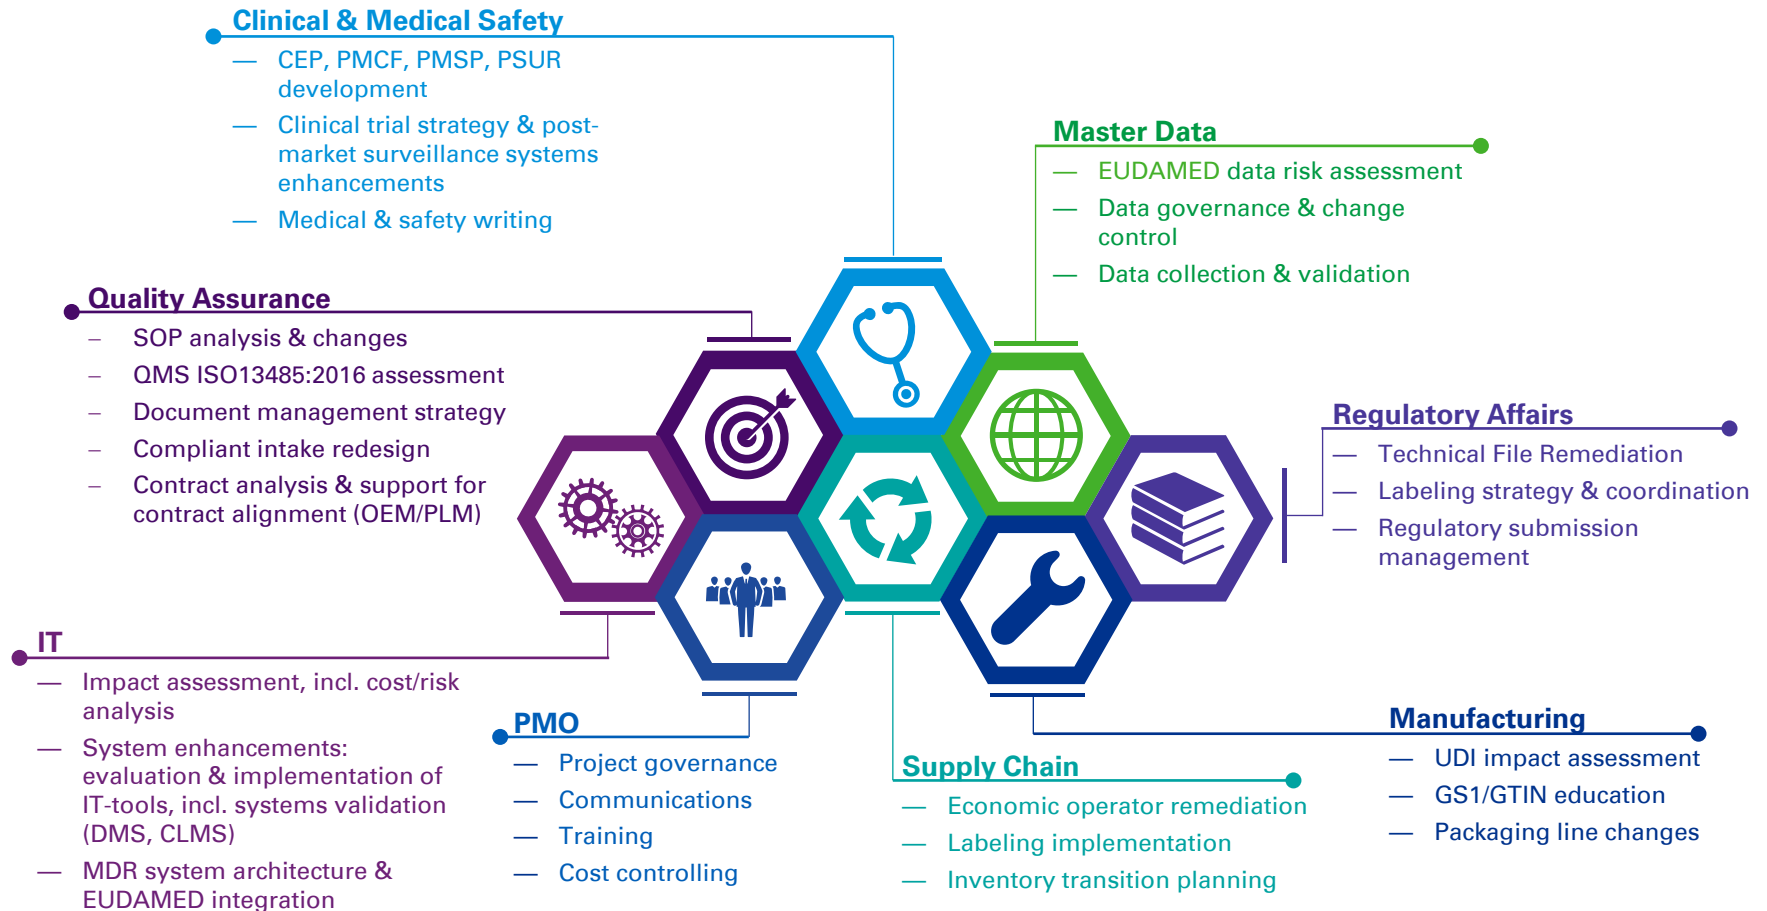 Clinical & Medical Safety
— CEP, PMCF, PMSP, PSUR
development
— Clinical trial strategy & post-
market surveillance systems
enhancements
— Medical & safety writing
Master Data
— EUDAMED data risk assessment
— Data governance & change
control
— Data collection & validation
Quality Assurance
– SOP analysis & changes
– QMS ISO13485:2016 assessment
– Document management strategy
– Compliant intake redesign
– Contract analysis & support for
contract alignment (OEM/PLM)
Regulatory Affairs
— Technical File Remediation
— Labeling strategy & coordination
— Regulatory submission
management
IT
— Impact assessment, incl. cost/risk
analysis
— System enhancements:
evaluation & implementation of
IT-tools, incl. systems validation
(DMS, CLMS)
— MDR system architecture &
EUDAMED integration
PMO
— Project governance
— Communications
— Training
— Cost controlling
Supply Chain
— Economic operator remediation
— Labeling implementation
— Inventory transition planning
Manufacturing
— UDI impact assessment
— GS1/GTIN education
— Packaging line changes